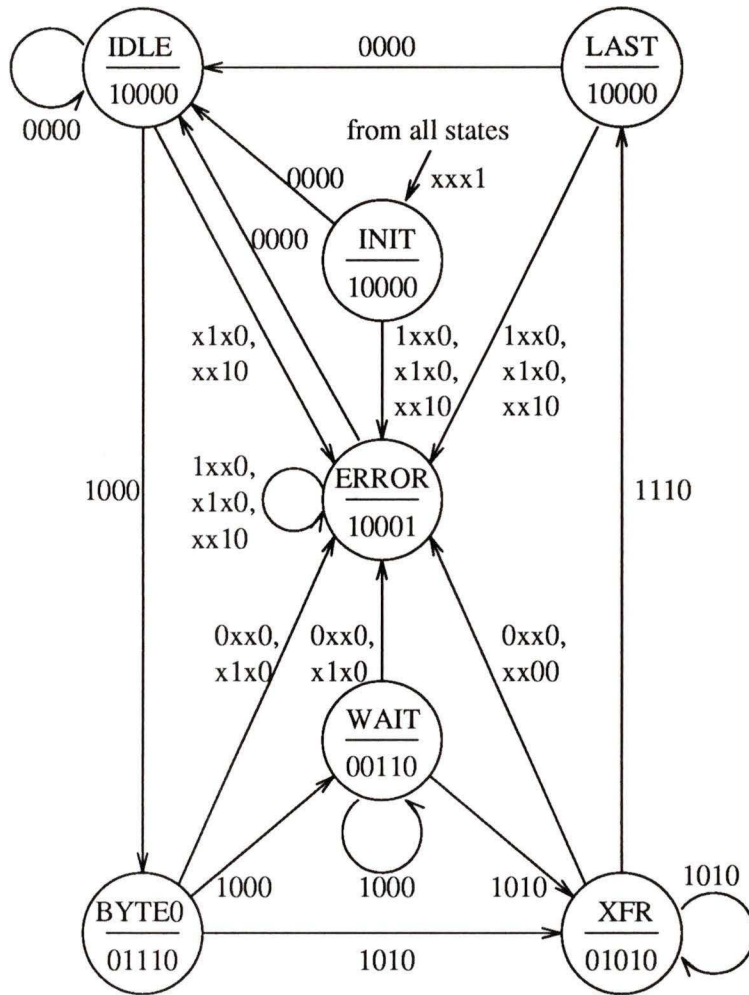 IDLE
10000
0000
0000
LAST
10000
from all states
xxx1
0000
INIT
10000
0000
x1x0,
xx10
1xx0,
x1x0,
xx10
1xx0,
x1x0,
xx10
1000
1xx0,
x1x0,
xx10
ERROR
10001
1110
0xx0,
x1x0
0xx0,
x1x0
0xx0,
xx00
WAIT
00110
1000
1000
1010
1010
BYTE0
01110
1010
XFR
01010